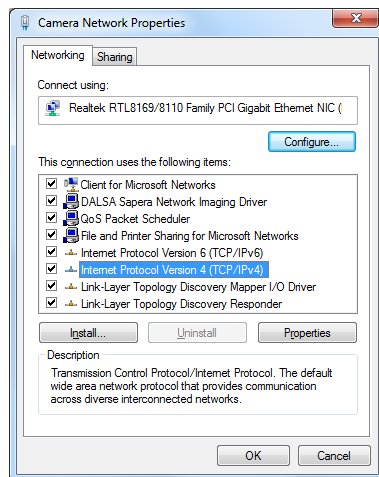 Camera Network Properties
Networking
Sharing
Connect using:
Realtek RTL8169/8110 Family PCI Gigabit Ethernet NIC (
Configure...
This connection uses the following items:
Client for Microsoft Networks
DALSA Sapera Network Imaging Driver
QoS Packet Scheduler
File and Printer Sharing for Microsoft Networks
Internet Protocol Version 6 (TCP/IPv6)
Internet Protocol Version 4 (TCP/IPv4)
Link-Layer Topology Discovery Mapper I/O Driver
Link-Layer Topology Discovery Responder
Install...
Uninstall
Properties
Description
Transmission Control Protocol/Internet Protocol. The default
wide area network protocol that provides communication
across diverse interconnected networks.
OK
Cancel